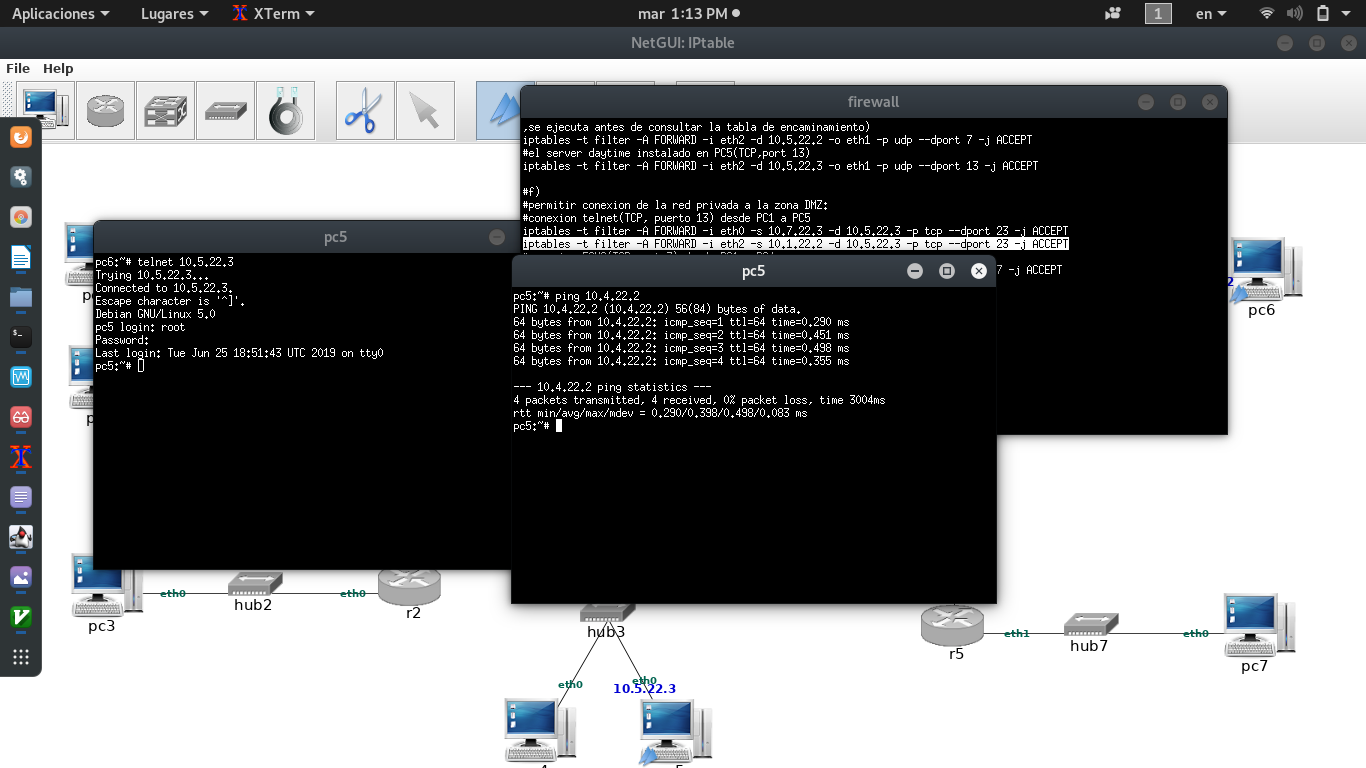 Aplicaciones
Lugares
XTerm
mar 1:13 PM
1
en
NetGUI: IPtable
File Help
firewall
,se ejecuta antes de consultar la tabla de encaminamiento)
iptables -t filter -A FORWARD -i eth2 -d 10.5.22.2 -o eth1 -p udp --dport 7 -j ACCEPT
#el server daytime instalado en PC5(TCP,port 13)
iptables -t filter -A FORWARD -i eth2 -d 10.5.22.3 -o eth1 -p udp --dport 13 -j ACCEPT
#f)
#permitir conexion de la red privada a la zona DMZ:
#conexion telnet(TCP, puerto 13) desde PC1 a PC5
iptables -t filter -A FORWARD -i eth0 -s 10.7.22.3 -d 10.5.22.3 -p tcp --dport 23 -j ACCEPT
iptables -t filter -A FORWARD -i eth2 -s 10.1.22.2 -d 10.5.22.3 -p tcp --dport 23 -j ACCEPT
7 -j ACCEPT
pc5
pc6:~# telnet 10.5.22.3
Trying 10.5.22.3...
Connected to 10.5.22.3.
Escape character is '^]'.
Debian GNU/Linux 5.0
pc5 login: root
Password:
Last login: Tue Jun 25 18:51:43 UTC 2019 on tty0
pc5:~#
pc5
pc5:~# ping 10.4.22.2
PING 10.4.22.2 (10.4.22.2) 56(84) bytes of data.
64 bytes from 10.4.22.2: icmp_seq=1 ttl=64 time=0.290 ms
64 bytes from 10.4.22.2: icmp_seq=2 ttl=64 time=0.451 ms
64 bytes from 10.4.22.2: icmp_seq=3 ttl=64 time=0.498 ms
64 bytes from 10.4.22.2: icmp_seq=4 ttl=64 time=0.355 ms
--- 10.4.22.2 ping statistics ---
4 packets transmitted, 4 received, 0% packet loss, time 3004ms
rtt min/avg/max/mdev = 0.290/0.398/0.498/0.083 ms
pc5:~#
2
pc6
eth0
eth0
pc3
hub2
r2
hub3
eth0
eth0
10.5.22.3
r5
eth1
hub7
eth0
pc7